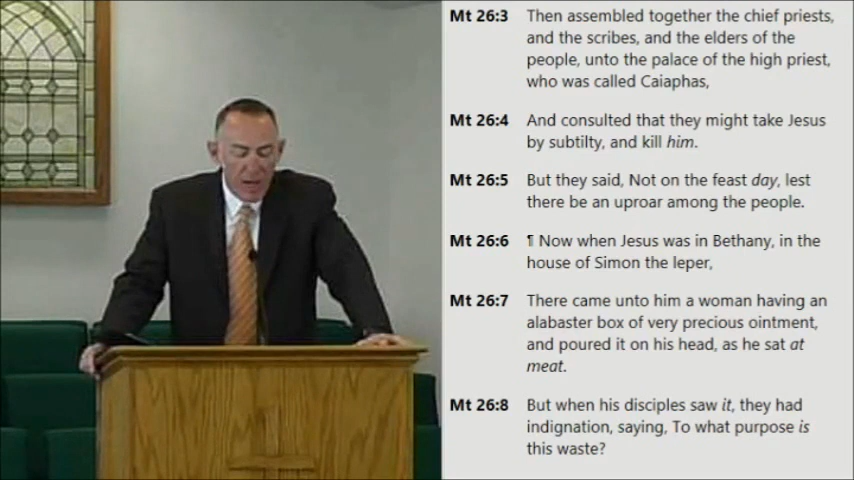 Mt 26:3 Then assembled together the chief priests,
and the scribes, and the elders of the
people, unto the palace of the high priest,
who was called Caiaphas,
Mt 26:4 And consulted that they might take Jesus
by subtilty, and kill him.
Mt 26:5 But they said, Not on the feast day, lest
there be an uproar among the people.
Mt 26:6 ¶ Now when Jesus was in Bethany, in the
house of Simon the leper,
Mt 26:7 There came unto him a woman having an
alabaster box of very precious ointment,
and poured it on his head, as he sat at
meat.
Mt 26:8 But when his disciples saw it, they had
indignation, saying, To what purpose is
this waste?